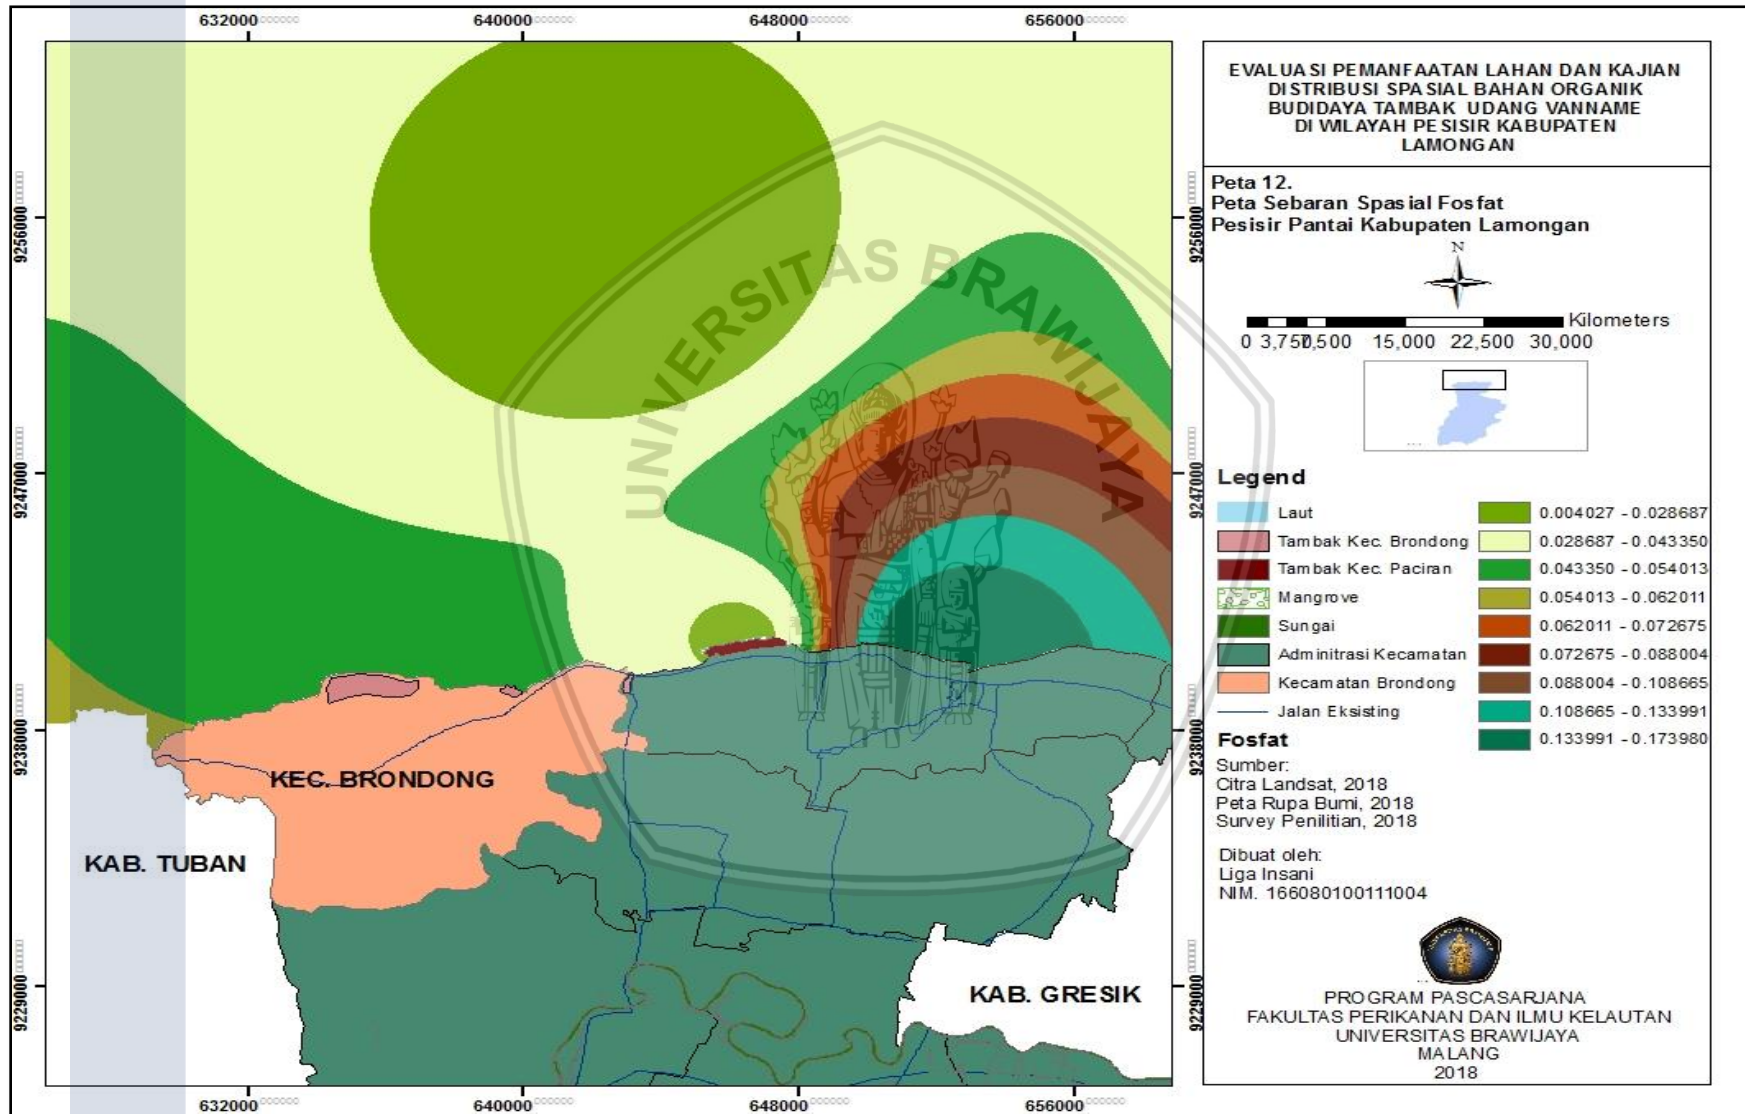 632000 640000 648000 656000
9256000
9247000
9238000
9229000
9256000
9247000
9238000
9229000
UNIVERSITAS BRAWIJAYA
KEC. BRONDONG
KAB. TUBAN
KAB. GRESIK
632000 640000 648000 656000
EVALUASI PEMANFAATAN LAHAN DAN KAJIAN
DISTRIBUSI SPASIAL BAHAN ORGANIK
BUDIDAYA TAMBAK UDANG VANNAME
DI WILAYAH PESISIR KABUPATEN
LAMONGAN
Peta 12.
Peta Sebaran Spasial Fosfat
Pesisir Pantai Kabupaten Lamongan
N
Kilometers
0 3,750 7,500 15,000 22,500 30,000
Legend
Laut
Tambak Kec. Brondong
Tambak Kec. Paciran
Mangrove
Sungai
Adminitrasi Kecamatan
Kecamatan Brondong
Jalan Eksisting
Fosfat
0.004027 - 0.028687
0.028687 - 0.043350
0.043350 - 0.054013
0.054013 - 0.062011
0.062011 - 0.072675
0.072675 - 0.088004
0.088004 - 0.108665
0.108665 - 0.133991
0.133991 - 0.173980
Sumber:
Citra Landsat, 2018
Peta Rupa Bumi, 2018
Survey Penilitian, 2018
Dibuat oleh:
Liga Insani
NIM. 166080100111004
PROGRAM PASCASARJANA
FAKULTAS PERIKANAN DAN ILMU KELAUTAN
UNIVERSITAS BRAWIJAYA
MALANG
2018